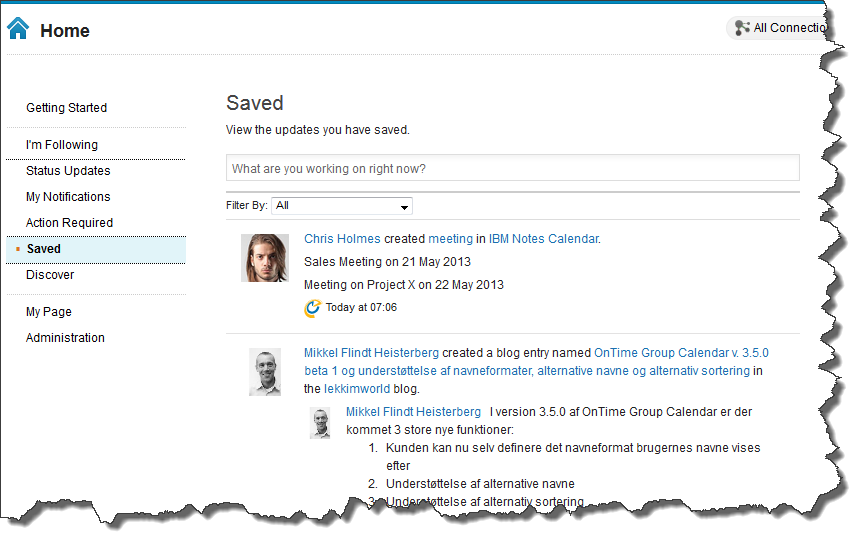 Home
All Connectio
Getting Started
I'm Following
Status Updates
My Notifications
Action Required
Saved
Discover
My Page
Administration
Saved
View the updates you have saved.
What are you working on right now?
Filter By: All
Chris Holmes created meeting in IBM Notes Calendar.
Sales Meeting on 21 May 2013
Meeting on Project X on 22 May 2013
Today at 07:06
Mikkel Flindt Heisterberg created a blog entry named OnTime Group Calendar v. 3.5.0
beta 1 og understøttelse af navneformater, alternative navne og alternativ sortering in
the lekkimworld blog.
Mikkel Flindt Heisterberg I version 3.5.0 af OnTime Group Calendar er der
kommet 3 store nye funktioner:
1. Kunden kan nu selv definere det navneformat brugernes navne vises
efter
2. Understøttelse af alternative navne
3. Understøttelse af alternativ sortering